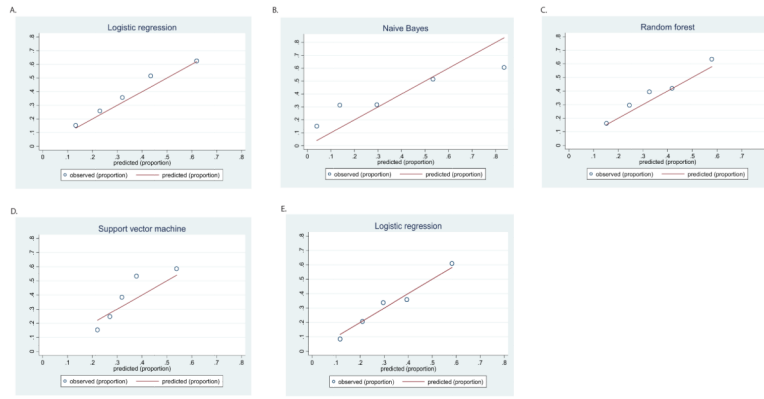 A.
Logistic regression
.8
.7
.6
.5
.4
.3
.2
.1
0
0 .1 .2 .3 .4 .5 .6 .7 .8
predicted (proportion)
observed (proportion) predicted (proportion)
B.
Naive Bayes
.8
.7
.6
.5
.4
.3
.2
.1
0
0 .1 .2 .3 .4 .5 .6 .7 .8
predicted (proportion)
observed (proportion) predicted (proportion)
C.
Random forest
.8
.7
.6
.5
.4
.3
.2
.1
0
0 .1 .2 .3 .4 .5 .6 .7
predicted (proportion)
observed (proportion) predicted (proportion)
D.
Support vector machine
.8
.7
.6
.5
.4
.3
.2
.1
0
0 .1 .2 .3 .4 .5 .6 .7 .8
predicted (proportion)
observed (proportion) predicted (proportion)
E.
Logistic regression
.8
.7
.6
.5
.4
.3
.2
.1
0
0 .1 .2 .3 .4 .5 .6 .7 .8
predicted (proportion)
observed (proportion) predicted (proportion)